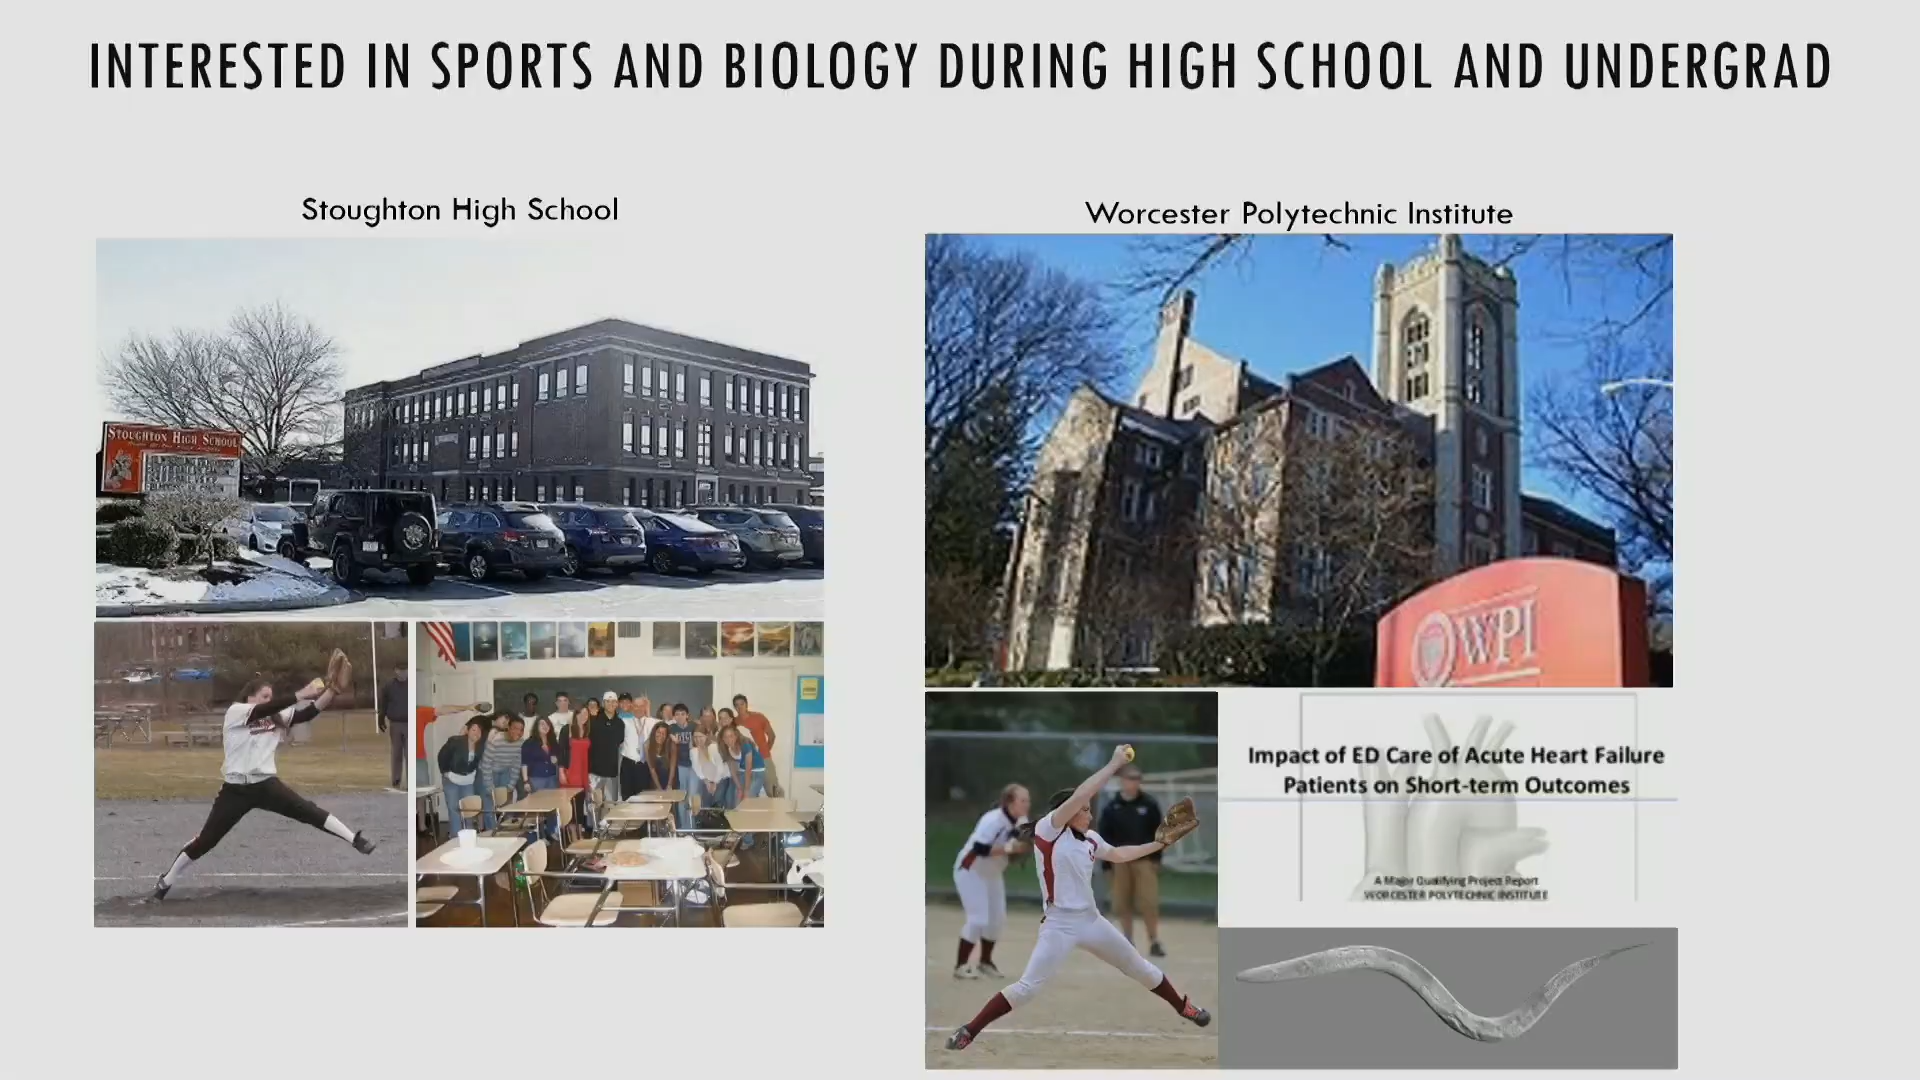 INTERESTED IN SPORTS AND BIOLOGY DURING HIGH SCHOOL AND UNDERGRAD
Stoughton High School
STOUGHTON HIGH SCHOOL
Worcester Polytechnic Institute
WPI
Impact of ED Care of Acute Heart Failure
Patients on Short-term Outcomes
A Major Qualifying Project Report
WORCESTER POLYTECHNIC INSTITUTE